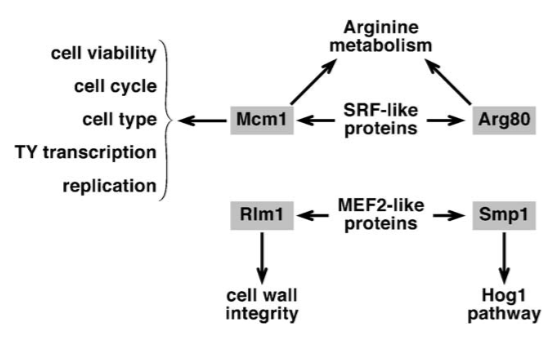 Arginine
metabolism
cell viability
cell cycle
cell type
TY transcription
replication
Mcm1
SRF-like
proteins
Arg80
Rlm1
MEF2-like
proteins
Smp1
cell wall
integrity
Hog1
pathway